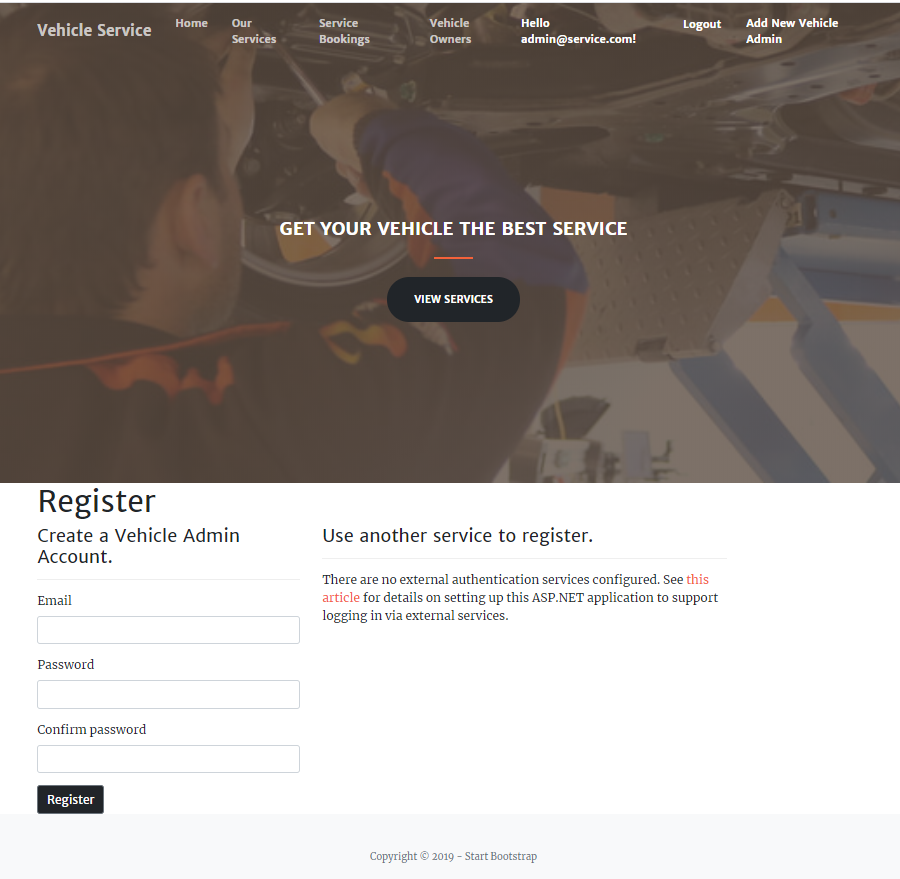 Vehicle Service
Home
Our
Services
Service
Bookings
Vehicle
Owners
Hello
admin@service.com!
Logout
Add New Vehicle
Admin
GET YOUR VEHICLE THE BEST SERVICE
VIEW SERVICES
Register
Create a Vehicle Admin
Account.
Email
Password
Confirm password
Register
Use another service to register.
There are no external authentication services configured. See this
article for details on setting up this ASP.NET application to support
logging in via external services.
Copyright © 2019 - Start Bootstrap